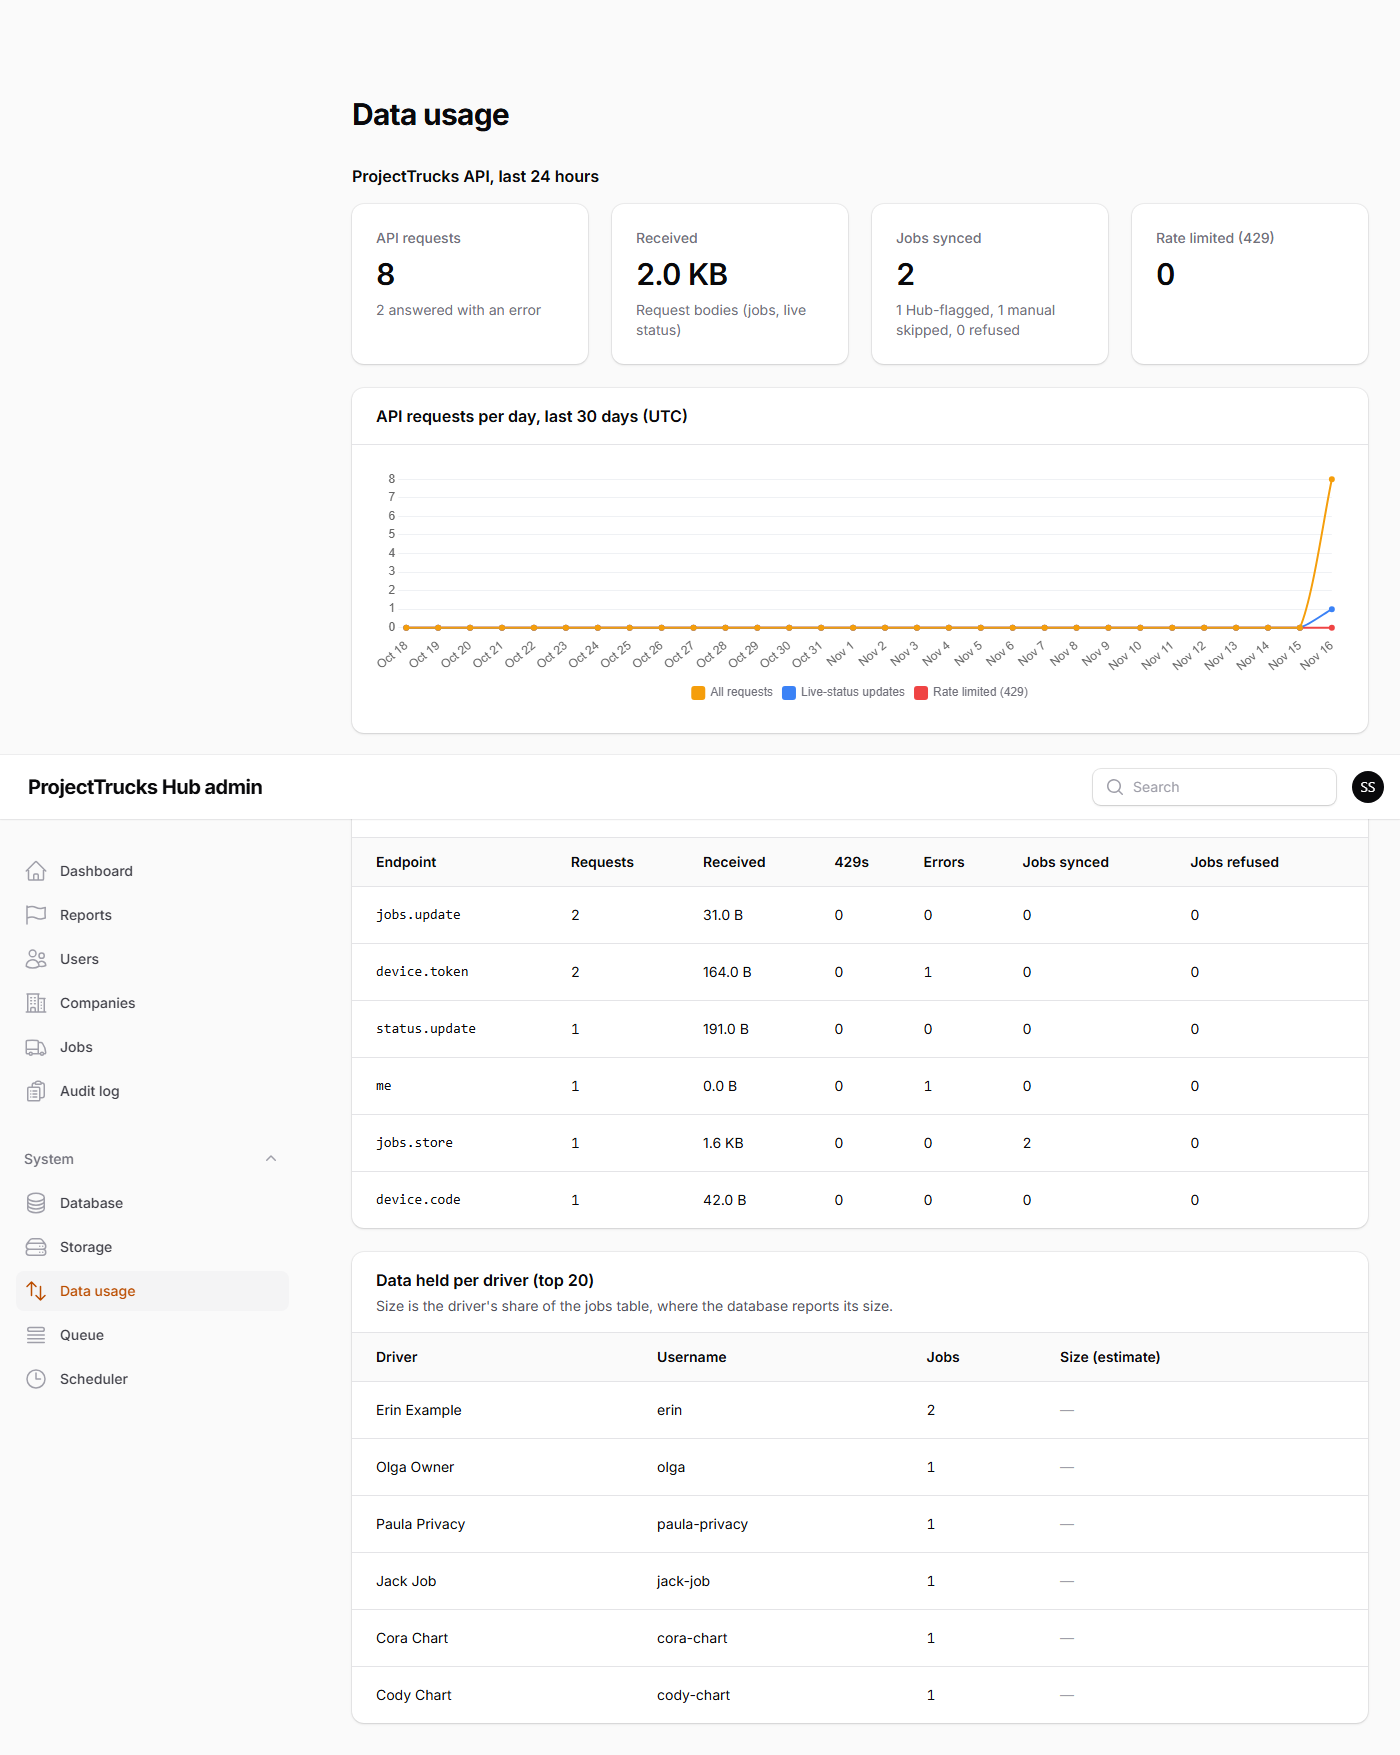 Data usage
ProjectTrucks API, last 24 hours
API requests
8
2 answered with an error
Received
2.0 KB
Request bodies (jobs, live
status)
Jobs synced
2
1 Hub-flagged, 1 manual
skipped, 0 refused
Rate limited (429)
0
API requests per day, last 30 days (UTC)
8
7
6
5
4
3
2
1
0
Oct 18 Oct 19 Oct 20 Oct 21 Oct 22 Oct 23 Oct 24 Oct 25 Oct 26 Oct 27 Oct 28 Oct 29 Oct 30 Oct 31 Nov 1 Nov 2 Nov 3 Nov 4 Nov 5 Nov 6 Nov 7 Nov 8 Nov 9 Nov 10 Nov 11 Nov 12 Nov 13 Nov 14 Nov 15 Nov 16
All requests Live-status updates Rate limited (429)
ProjectTrucks Hub admin
Search
SS
Dashboard
Reports
Users
Companies
Jobs
Audit log
System
Database
Storage
Data usage
Queue
Scheduler
Endpoint Requests Received 429s Errors Jobs synced Jobs refused
jobs.update 2 31.0 B 0 0 0 0
device.token 2 164.0 B 0 1 0 0
status.update 1 191.0 B 0 0 0 0
me 1 0.0 B 0 1 0 0
jobs.store 1 1.6 KB 0 0 2 0
device.code 1 42.0 B 0 0 0 0
Data held per driver (top 20)
Size is the driver's share of the jobs table, where the database reports its size.
Driver Username Jobs Size (estimate)
Erin Example erin 2 —
Olga Owner olga 1 —
Paula Privacy paula-privacy 1 —
Jack Job jack-job 1 —
Cora Chart cora-chart 1 —
Cody Chart cody-chart 1 —